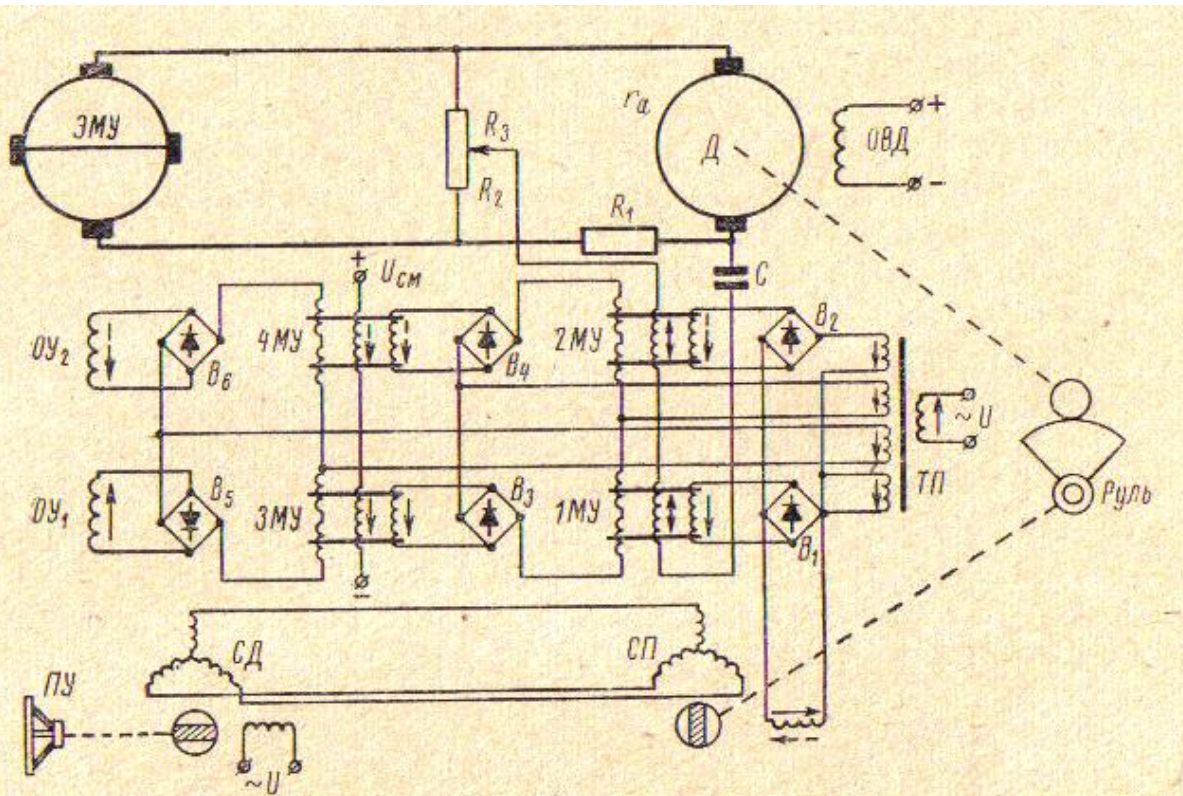 ЭМУ
rа
Д
ОВД
+
−
R3
R2
R1
C
+
Uсм
ОУ2
В6
4МУ
В4
2МУ
В2
~U
ТП
ОУ1
В5
3МУ
В3
1МУ
В1
Руль
−
СД
СП
ПУ
~U